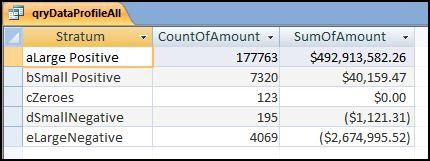 qryDataProfileAll
Stratum CountOfAmount SumOfAmount
aLarge Positive 177763 $492,913,582.26
bSmall Positive 7320 $40,159.47
cZeroes 123 $0.00
dSmallNegative 195 ($1,121.31)
eLargeNegative 4069 ($2,674,995.52)